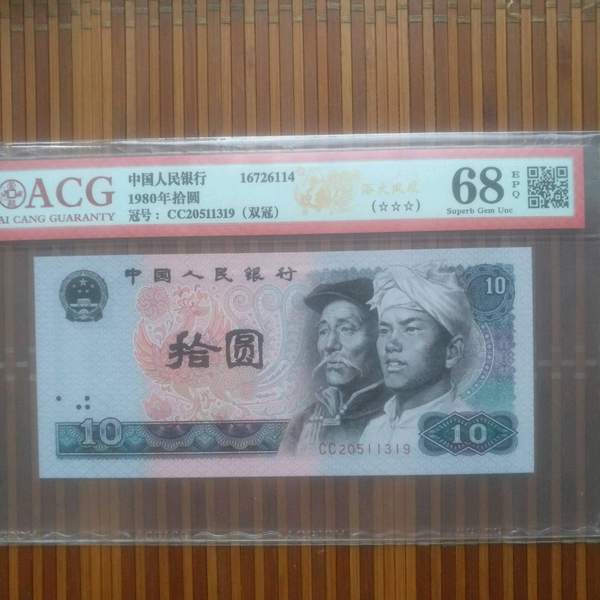 ACG
AI CANG GUARANTY
中国人民银行 16726114
1980年拾圆
冠号：CC20511319（双冠）
(☆☆☆)
68 EPQ
Superb Gem Unc
中国人民银行
10
拾圆
10
CC20511319
10